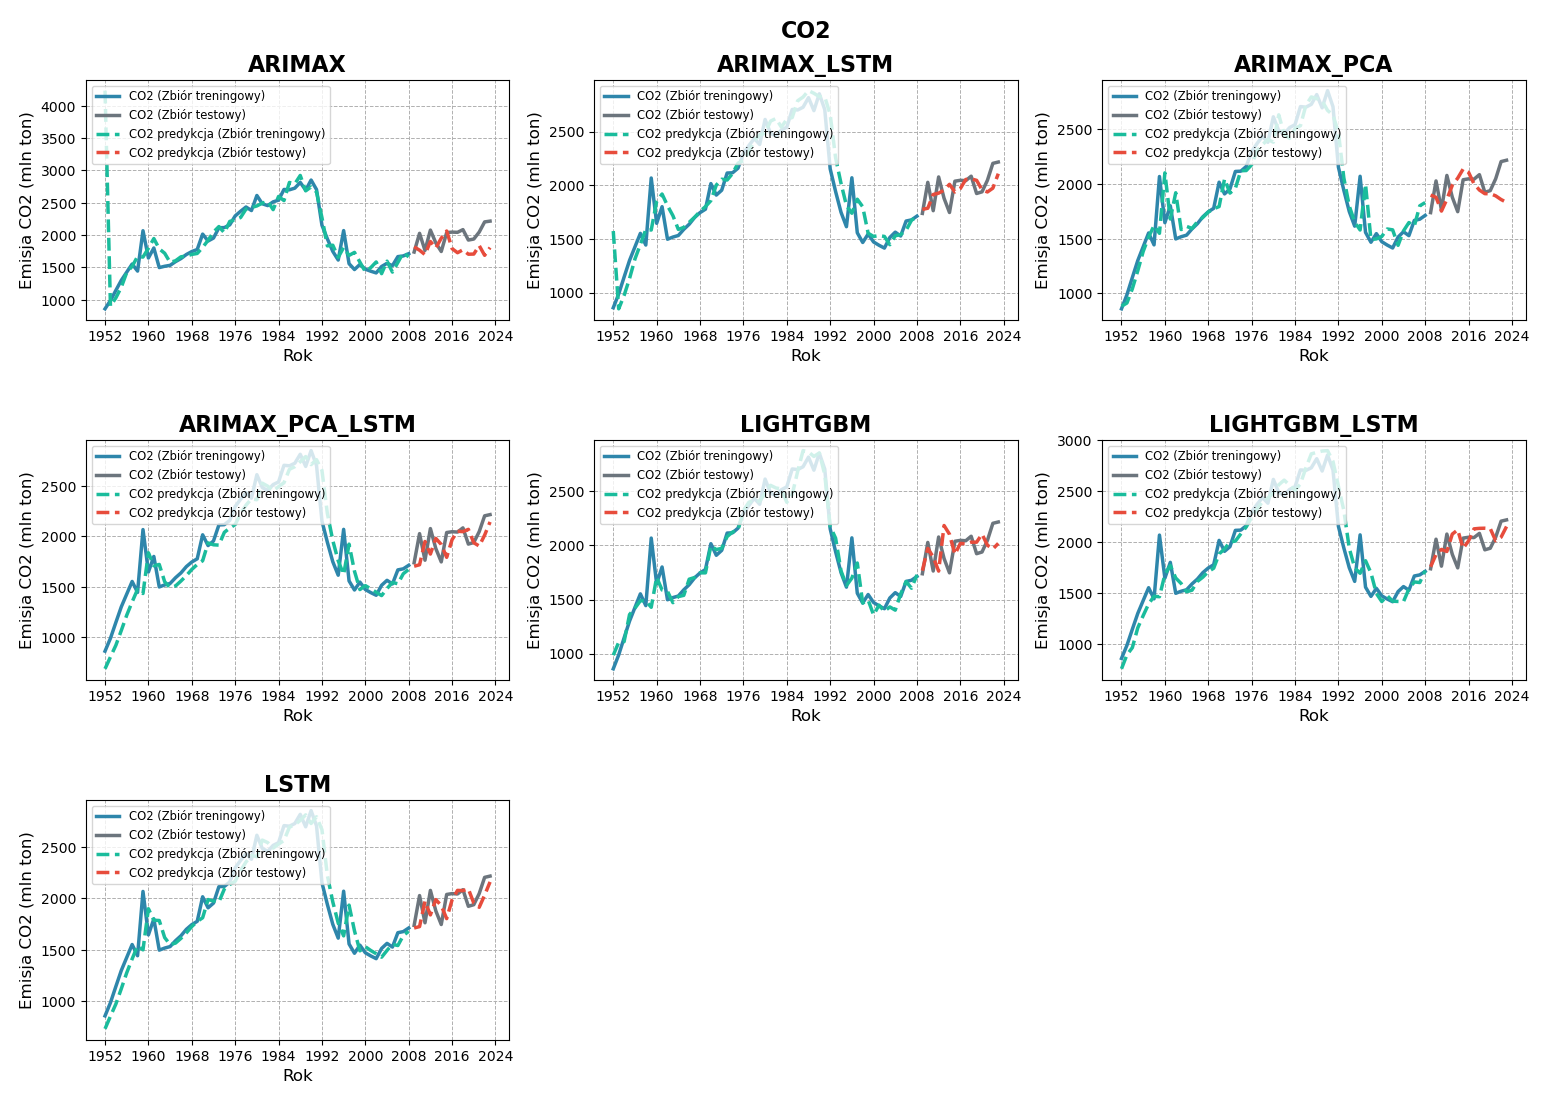 CO2
ARIMAX
CO2 (Zbiór treningowy)
CO2 (Zbiór testowy)
CO2 predykcja (Zbiór treningowy)
CO2 predykcja (Zbiór testowy)
Emisja CO2 (mln ton)
4000
3500
3000
2500
2000
1500
1000
1952 1960 1968 1976 1984 1992 2000 2008 2016 2024
Rok
ARIMAX_LSTM
CO2 (Zbiór treningowy)
CO2 (Zbiór testowy)
CO2 predykcja (Zbiór treningowy)
CO2 predykcja (Zbiór testowy)
Emisja CO2 (mln ton)
2500
2000
1500
1000
1952 1960 1968 1976 1984 1992 2000 2008 2016 2024
Rok
ARIMAX_PCA
CO2 (Zbiór treningowy)
CO2 (Zbiór testowy)
CO2 predykcja (Zbiór treningowy)
CO2 predykcja (Zbiór testowy)
Emisja CO2 (mln ton)
2500
2000
1500
1000
1952 1960 1968 1976 1984 1992 2000 2008 2016 2024
Rok
ARIMAX_PCA_LSTM
CO2 (Zbiór treningowy)
CO2 (Zbiór testowy)
CO2 predykcja (Zbiór treningowy)
CO2 predykcja (Zbiór testowy)
Emisja CO2 (mln ton)
2500
2000
1500
1000
1952 1960 1968 1976 1984 1992 2000 2008 2016 2024
Rok
LIGHTGBM
CO2 (Zbiór treningowy)
CO2 (Zbiór testowy)
CO2 predykcja (Zbiór treningowy)
CO2 predykcja (Zbiór testowy)
Emisja CO2 (mln ton)
2500
2000
1500
1000
1952 1960 1968 1976 1984 1992 2000 2008 2016 2024
Rok
LIGHTGBM_LSTM
CO2 (Zbiór treningowy)
CO2 (Zbiór testowy)
CO2 predykcja (Zbiór treningowy)
CO2 predykcja (Zbiór testowy)
Emisja CO2 (mln ton)
3000
2500
2000
1500
1000
1952 1960 1968 1976 1984 1992 2000 2008 2016 2024
Rok
LSTM
CO2 (Zbiór treningowy)
CO2 (Zbiór testowy)
CO2 predykcja (Zbiór treningowy)
CO2 predykcja (Zbiór testowy)
Emisja CO2 (mln ton)
2500
2000
1500
1000
1952 1960 1968 1976 1984 1992 2000 2008 2016 2024
Rok